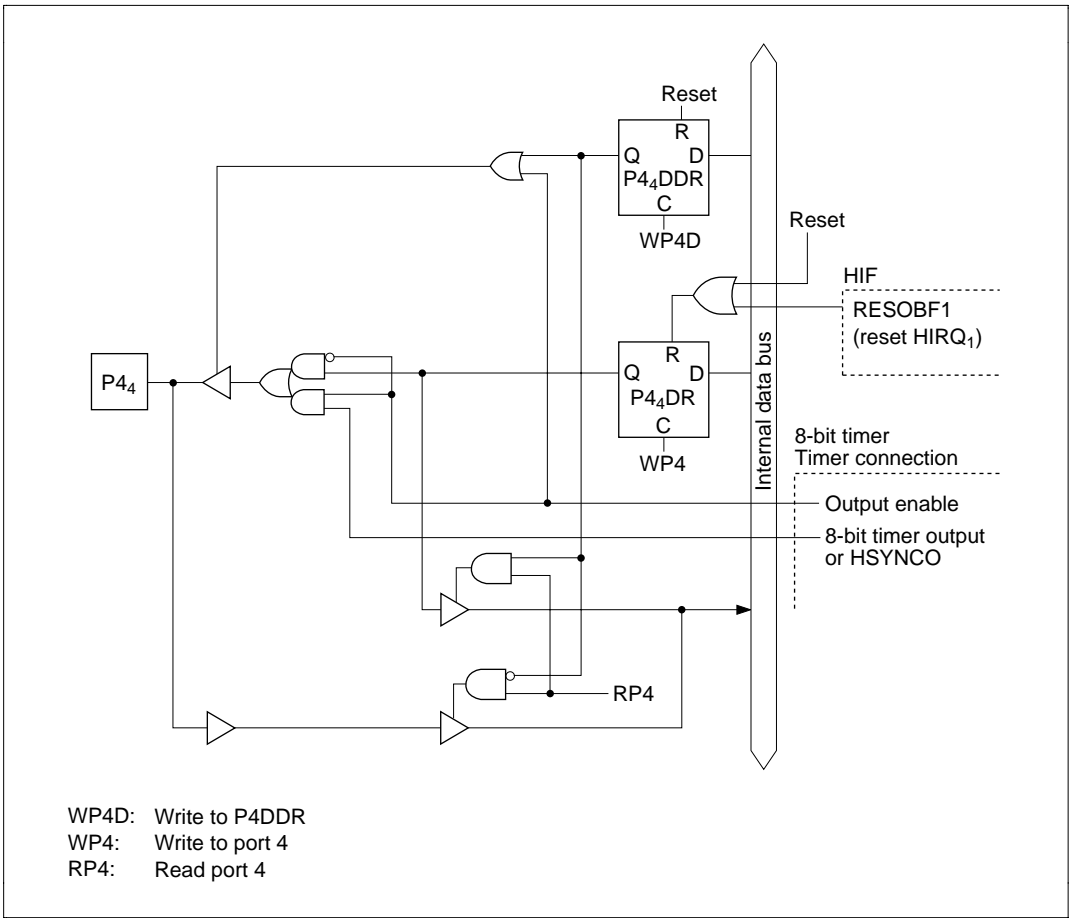 Reset
R
Q D
P4₄DDR
C
WP4D
Reset
HIF
RESOBF1
(reset HIRQ₁)
R
Q D
P4₄DR
C
WP4
P4₄
Internal data bus
8-bit timer
Timer connection
Output enable
8-bit timer output
or HSYNCO
RP4
WP4D: Write to P4DDR
WP4: Write to port 4
RP4: Read port 4